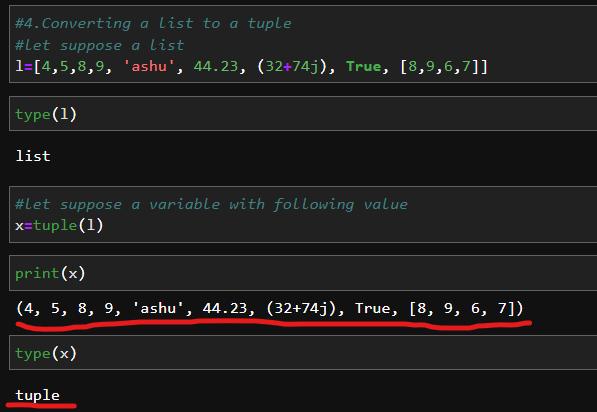 #4.Converting a list to a tuple
#let suppose a list
l=[4,5,8,9, 'ashu', 44.23, (32+74j), True, [8,9,6,7]]
type(l)
list
#let suppose a variable with following value
x=tuple(l)
print(x)
(4, 5, 8, 9, 'ashu', 44.23, (32+74j), True, [8, 9, 6, 7])
type(x)
tuple